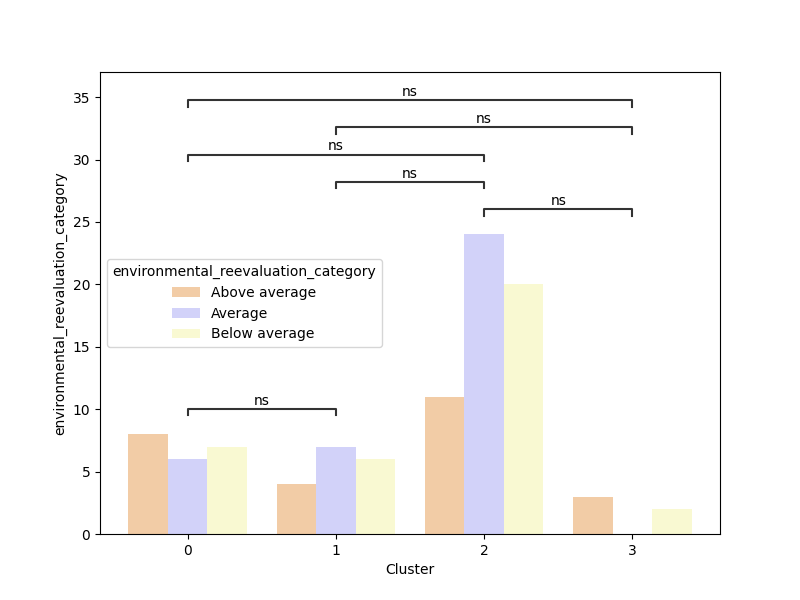 ns
ns
ns
ns
ns
ns
environmental_reevaluation_category
Above average
Average
Below average
environmental_reevaluation_category
35
30
25
20
15
10
5
0
0 1 2 3
Cluster